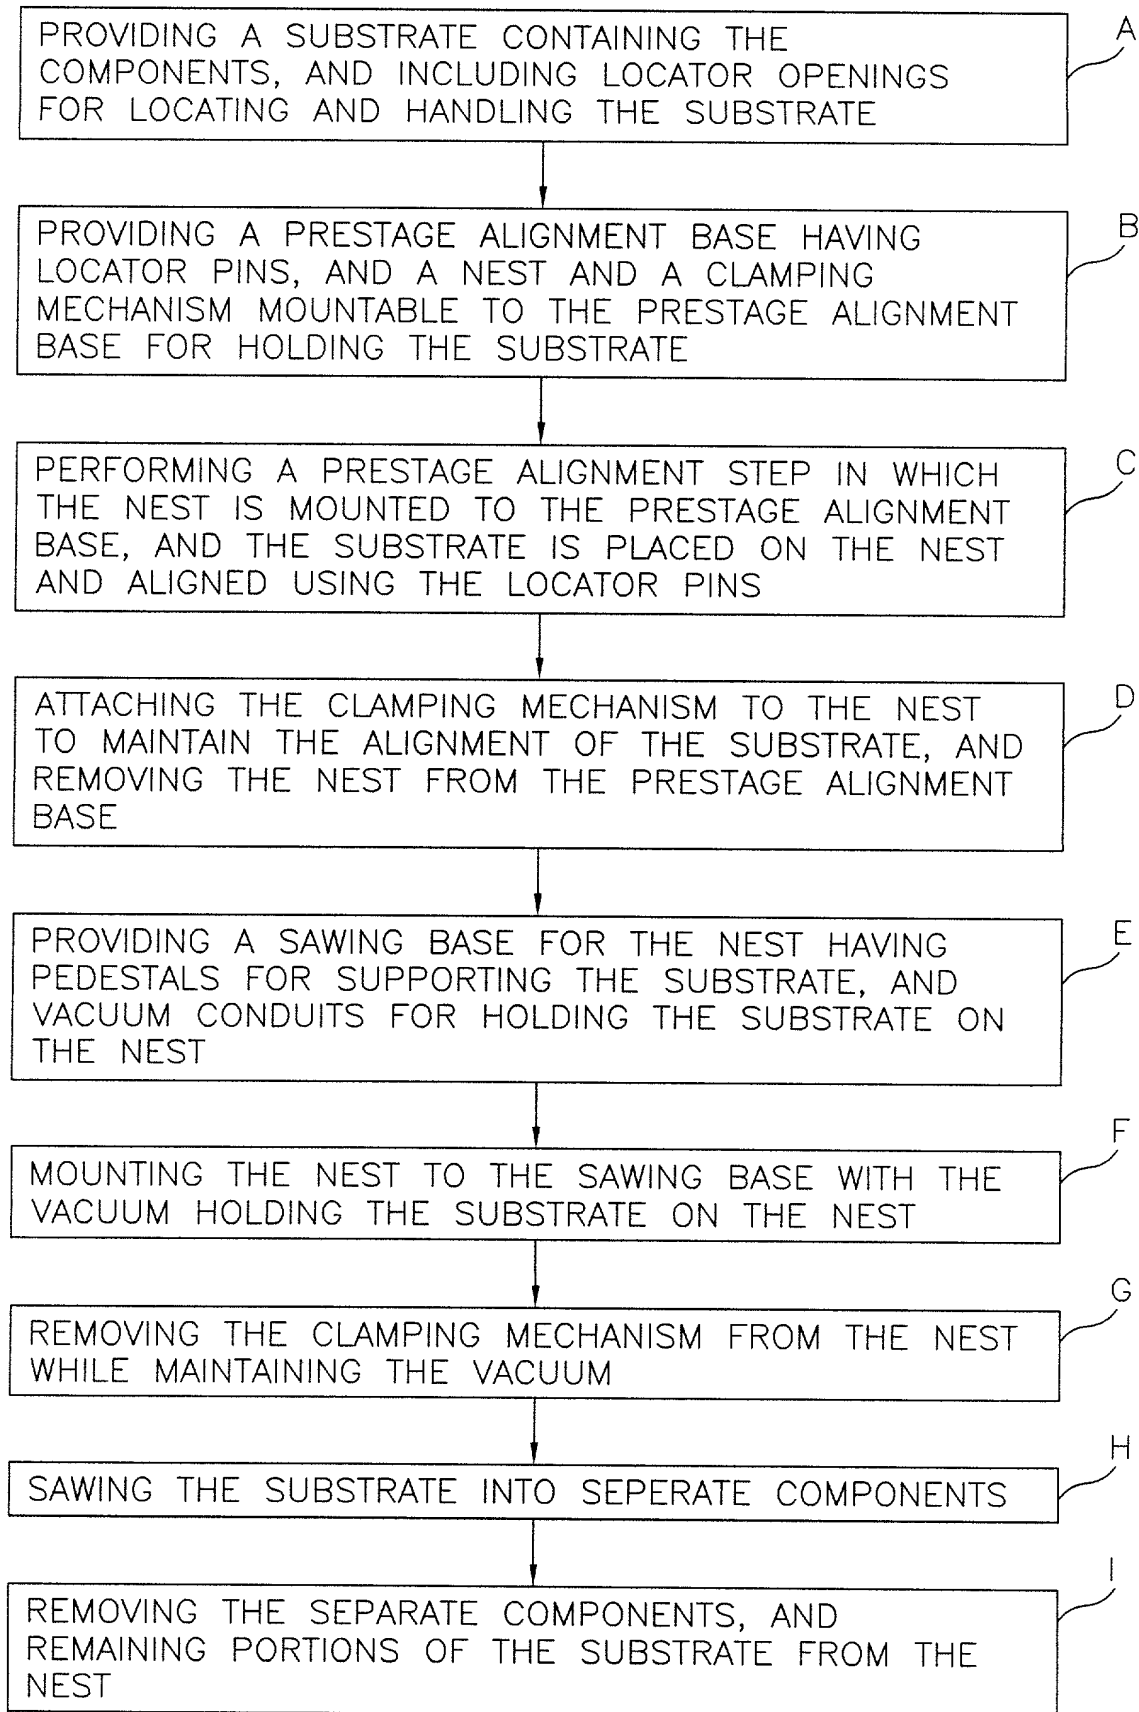 PROVIDING A SUBSTRATE CONTAINING THE
COMPONENTS, AND INCLUDING LOCATOR OPENINGS
FOR LOCATING AND HANDLING THE SUBSTRATE
A
PROVIDING A PRESTAGE ALIGNMENT BASE HAVING
LOCATOR PINS, AND A NEST AND A CLAMPING
MECHANISM MOUNTABLE TO THE PRESTAGE ALIGNMENT
BASE FOR HOLDING THE SUBSTRATE
B
PERFORMING A PRESTAGE ALIGNMENT STEP IN WHICH
THE NEST IS MOUNTED TO THE PRESTAGE ALIGNMENT
BASE, AND THE SUBSTRATE IS PLACED ON THE NEST
AND ALIGNED USING THE LOCATOR PINS
C
ATTACHING THE CLAMPING MECHANISM TO THE NEST
TO MAINTAIN THE ALIGNMENT OF THE SUBSTRATE, AND
REMOVING THE NEST FROM THE PRESTAGE ALIGNMENT
BASE
D
PROVIDING A SAWING BASE FOR THE NEST HAVING
PEDESTALS FOR SUPPORTING THE SUBSTRATE, AND
VACUUM CONDUITS FOR HOLDING THE SUBSTRATE ON
THE NEST
E
MOUNTING THE NEST TO THE SAWING BASE WITH THE
VACUUM HOLDING THE SUBSTRATE ON THE NEST
F
REMOVING THE CLAMPING MECHANISM FROM THE NEST
WHILE MAINTAINING THE VACUUM
G
SAWING THE SUBSTRATE INTO SEPERATE COMPONENTS
H
REMOVING THE SEPARATE COMPONENTS, AND
REMAINING PORTIONS OF THE SUBSTRATE FROM THE
NEST
I